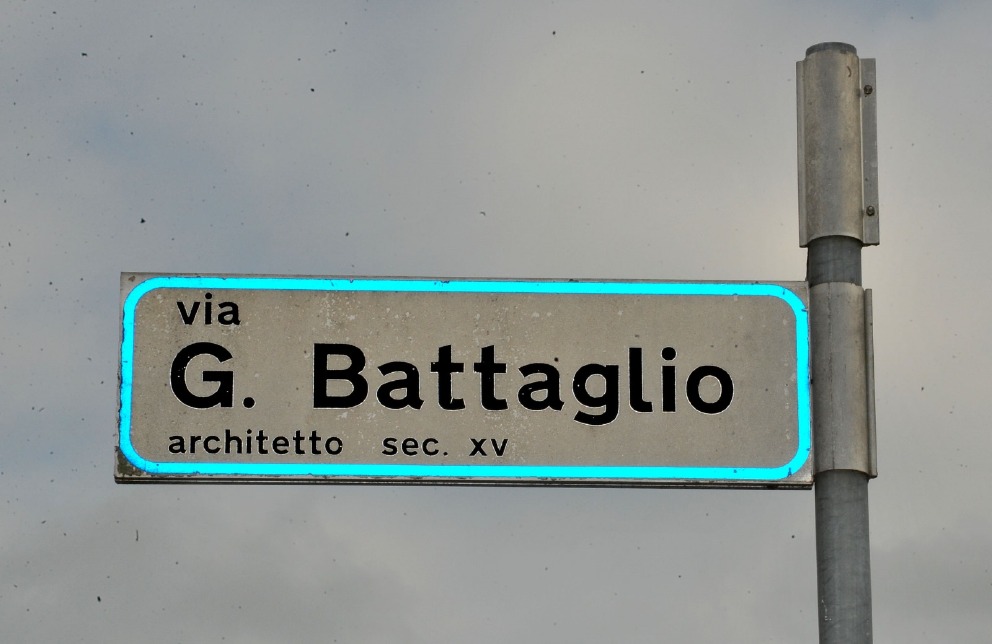 via
G. Battaglio
architetto sec. xv